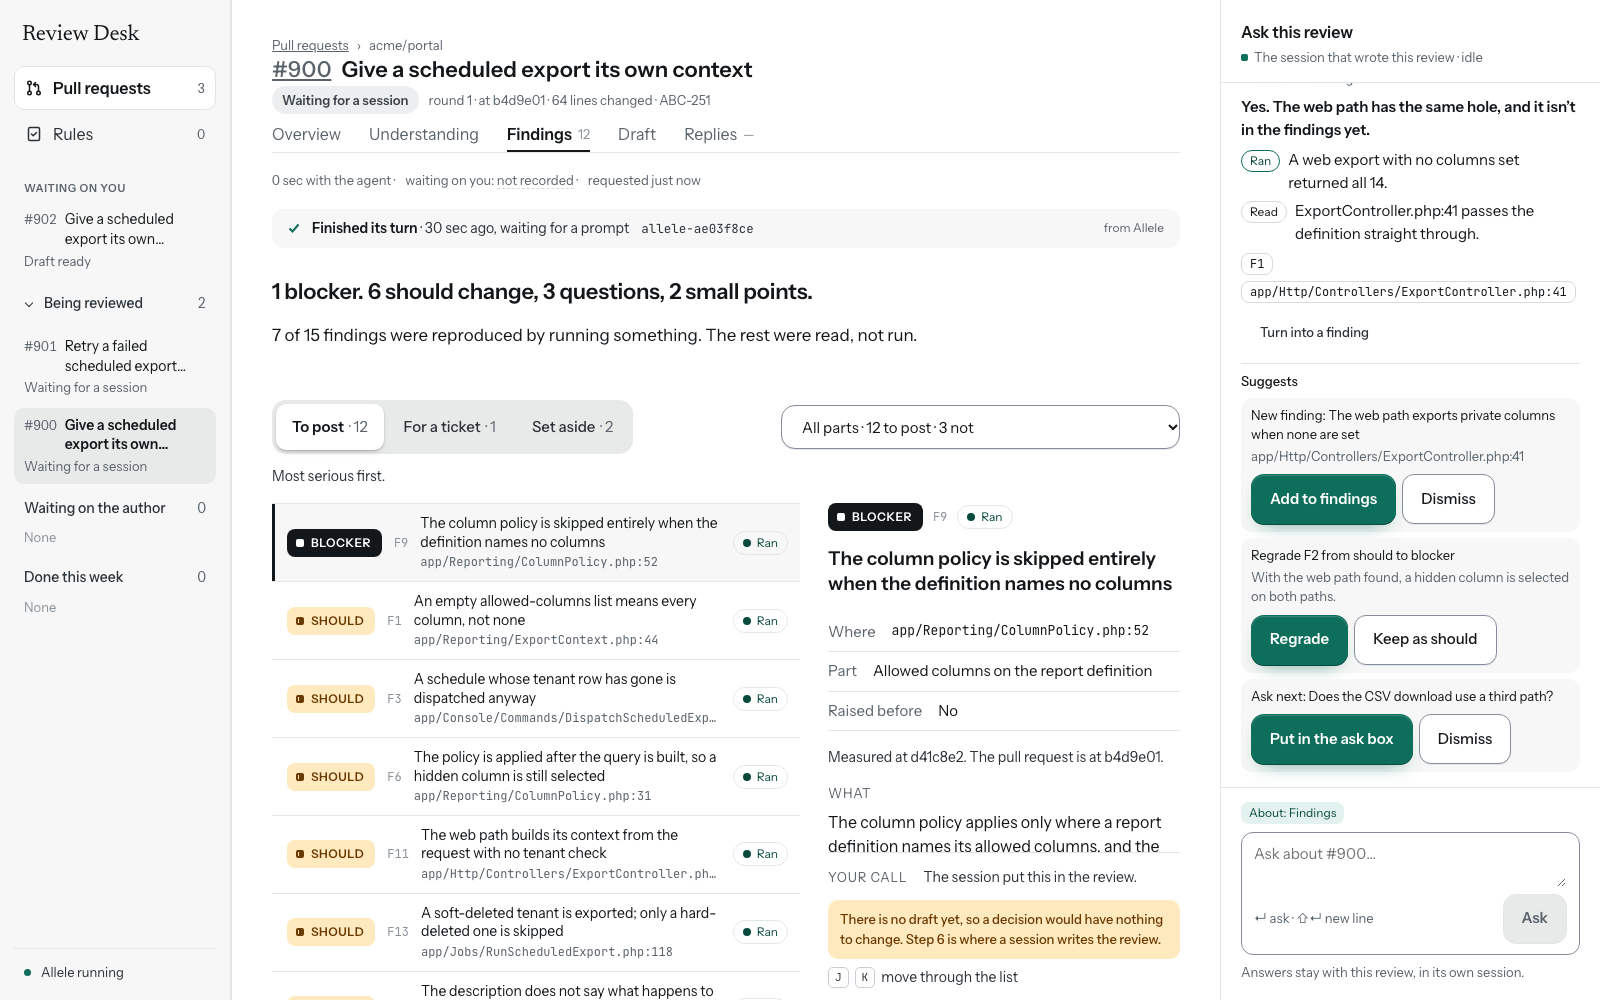 Review Desk
Pull requests 3
Rules 0
WAITING ON YOU
#902 Give a scheduled
export its own...
Draft ready
Being reviewed 2
#901 Retry a failed
scheduled export...
Waiting for a session
#900 Give a scheduled
export its own...
Waiting for a session
Waiting on the author 0
None
Done this week 0
None
Allele running
Pull requests › acme/portal
#900 Give a scheduled export its own context
Waiting for a session round 1 · at b4d9e01 · 64 lines changed · ABC-251
Overview Understanding Findings 12 Draft Replies —
0 sec with the agent · waiting on you: not recorded · requested just now
Finished its turn · 30 sec ago, waiting for a prompt allele-ae03f8ce from Allele
1 blocker. 6 should change, 3 questions, 2 small points.
7 of 15 findings were reproduced by running something. The rest were read, not run.
To post · 12 For a ticket · 1 Set aside · 2
All parts · 12 to post · 3 not
Most serious first.
BLOCKER F9 The column policy is skipped entirely when the
definition names no columns
app/Reporting/ColumnPolicy.php:52
Ran
SHOULD F1 An empty allowed-columns list means every
column, not none
app/Reporting/ExportContext.php:44
Ran
SHOULD F3 A schedule whose tenant row has gone is
dispatched anyway
app/Console/Commands/DispatchScheduledExp...
Ran
SHOULD F6 The policy is applied after the query is built, so a
hidden column is still selected
app/Reporting/ColumnPolicy.php:31
Ran
SHOULD F11 The web path builds its context from the
request with no tenant check
app/Http/Controllers/ExportController.ph...
Ran
SHOULD F13 A soft-deleted tenant is exported; only a hard-
deleted one is skipped
app/Jobs/RunScheduledExport.php:118
Ran
The description does not say what happens to
BLOCKER F9 Ran
The column policy is skipped entirely
when the definition names no columns
Where app/Reporting/ColumnPolicy.php:52
Part Allowed columns on the report definition
Raised before No
Measured at d41c8e2. The pull request is at b4d9e01.
WHAT
The column policy applies only where a report
definition names its allowed columns, and the
YOUR CALL The session put this in the review.
There is no draft yet, so a decision would have nothing
to change. Step 6 is where a session writes the review.
J K move through the list
Ask this review
The session that wrote this review · idle
Yes. The web path has the same hole, and it isn't
in the findings yet.
Ran A web export with no columns set
returned all 14.
Read ExportController.php:41 passes the
definition straight through.
F1
app/Http/Controllers/ExportController.php:41
Turn into a finding
Suggests
New finding: The web path exports private columns
when none are set
app/Http/Controllers/ExportController.php:41
Add to findings Dismiss
Regrade F2 from should to blocker
With the web path found, a hidden column is selected
on both paths.
Regrade Keep as should
Ask next: Does the CSV download use a third path?
Put in the ask box Dismiss
About: Findings
Ask about #900...
↵ ask · ⇧↵ new line
Ask
Answers stay with this review, in its own session.